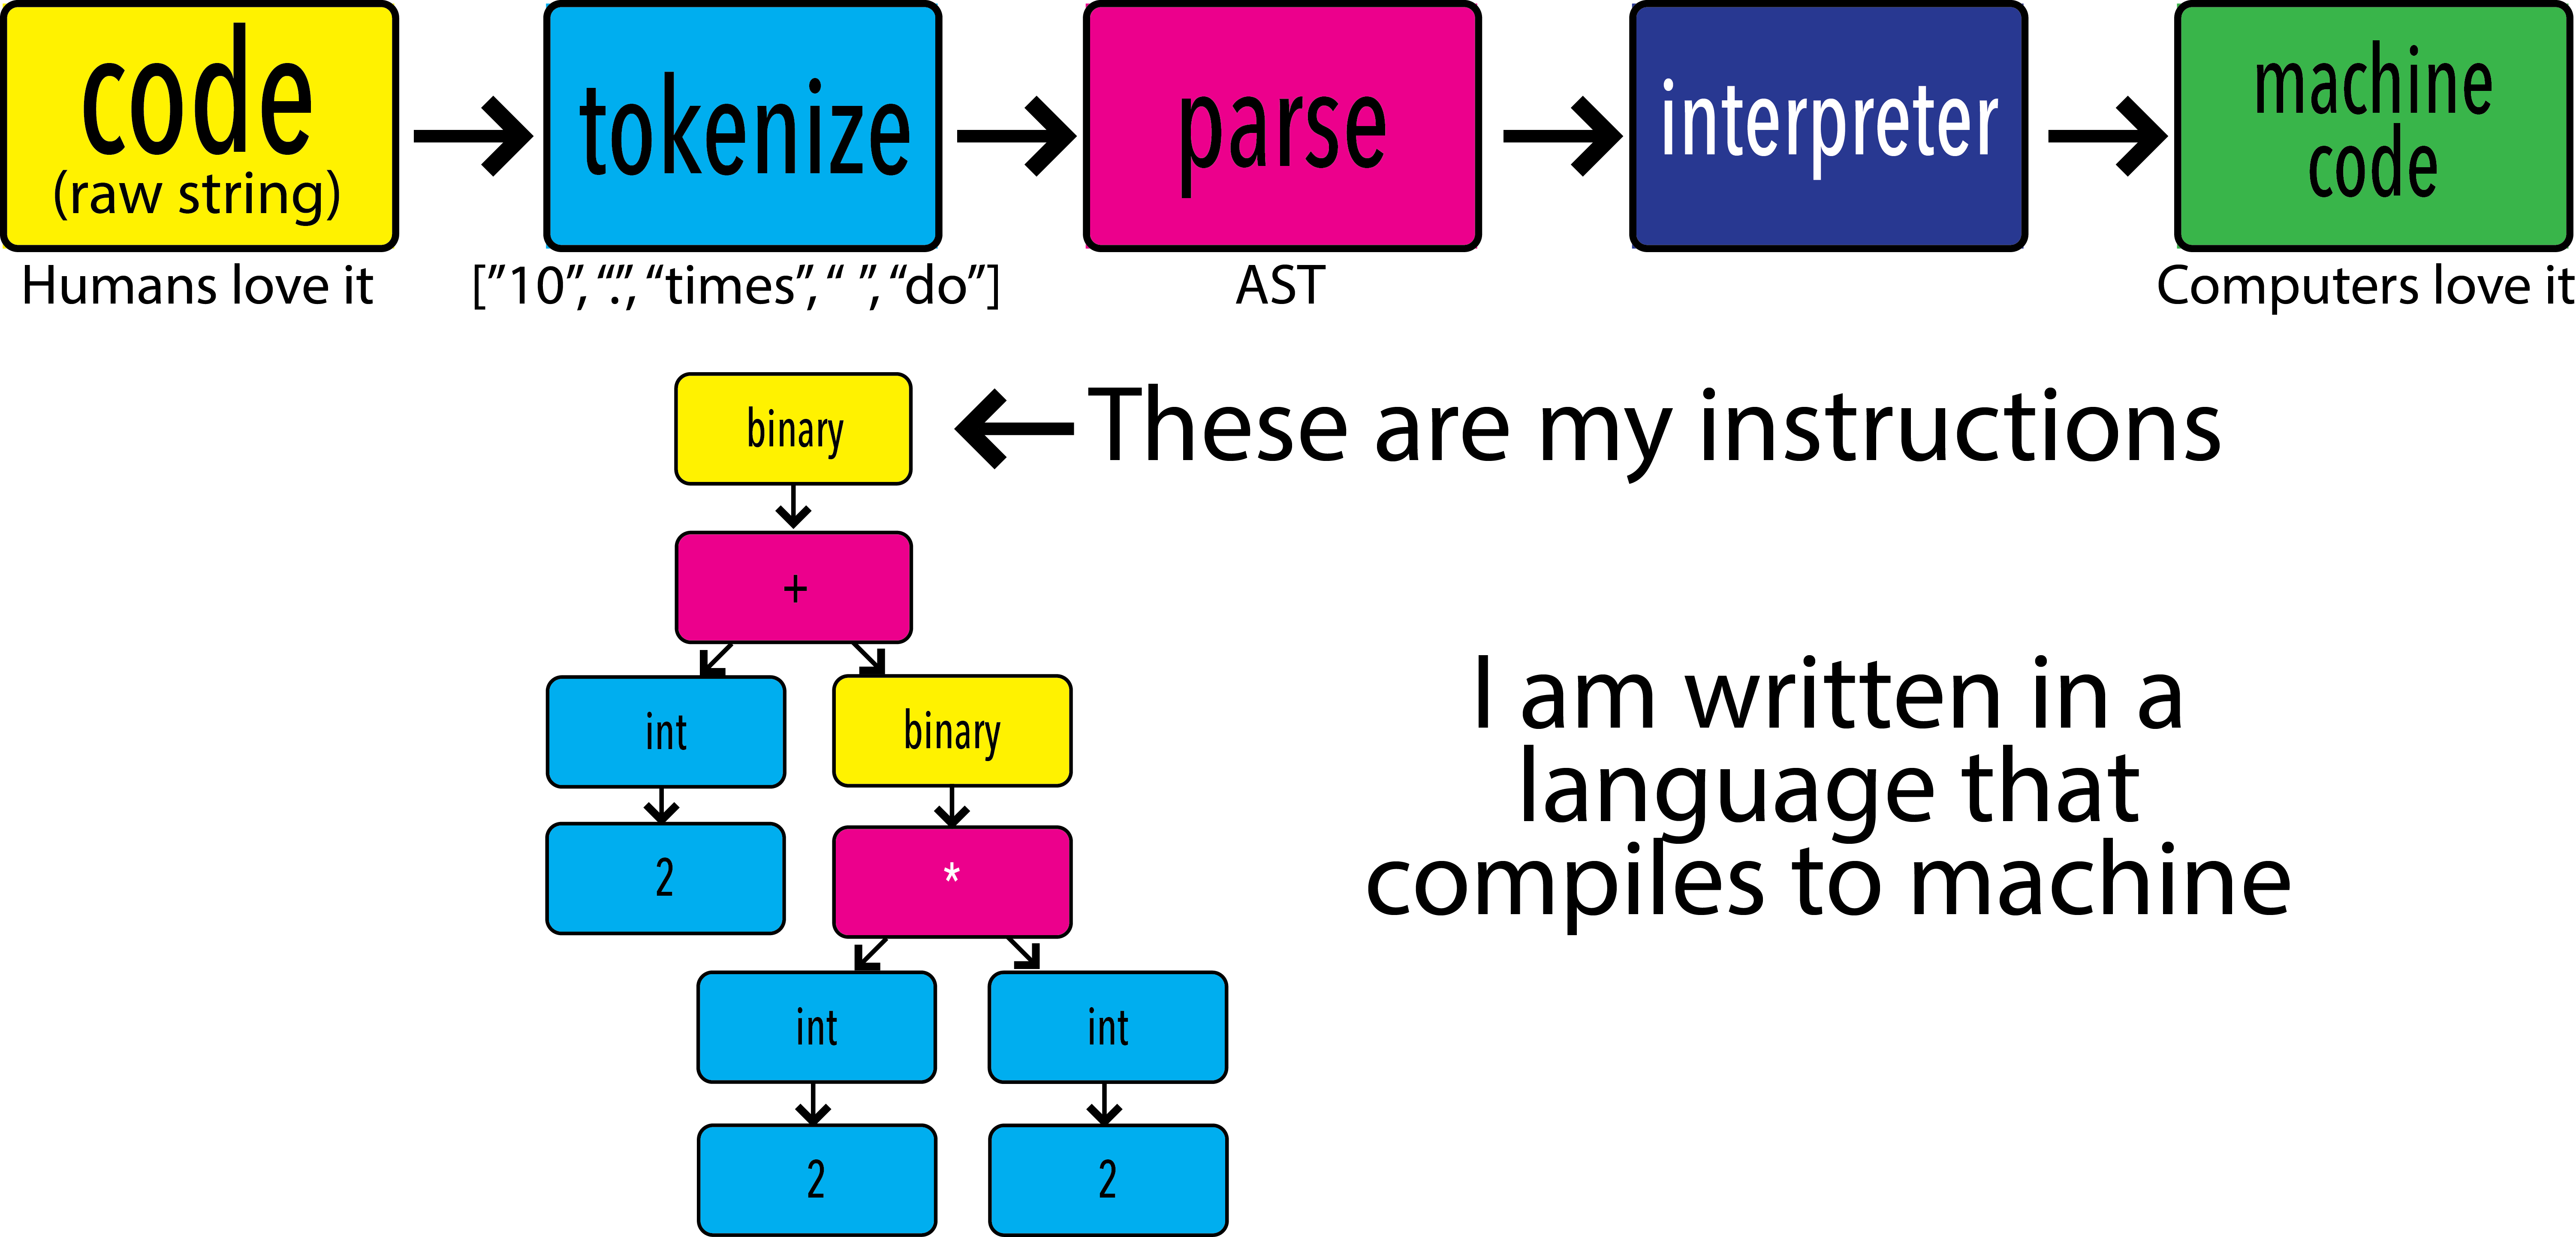 code
(raw string)
tokenize
parse
interpreter
machine
code
Humans love it
[”10”, “.”, “times”, “ ”, “do”]
AST
Computers love it
binary
These are my instructions
+
int
binary
2
*
int
int
2
2
I am written in a
language that
compiles to machine